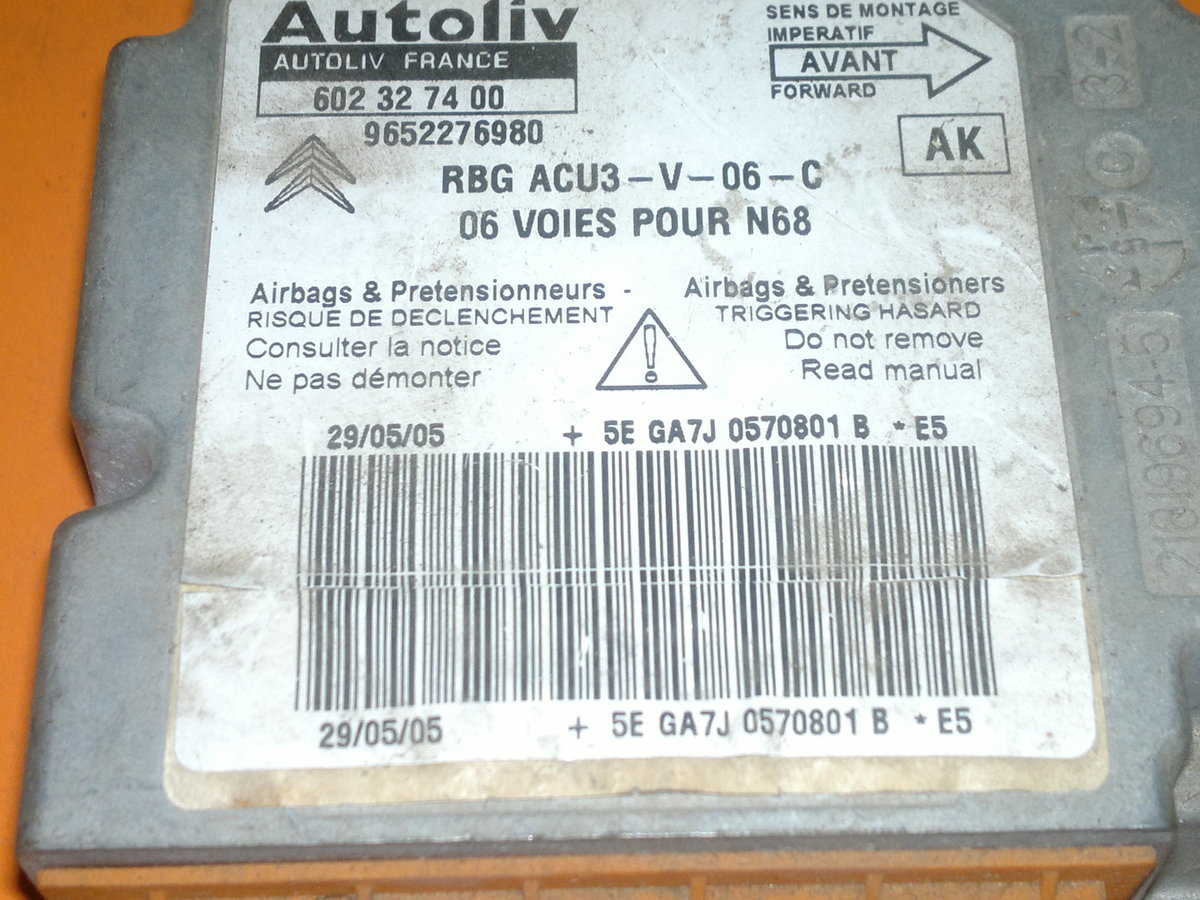 Autoliv
AUTOLIV FRANCE
602 32 74 00
9652276980
SENS DE MONTAGE
IMPERATIF
AVANT
FORWARD
AK
RBG ACU3-V-06-C
06 VOIES POUR N68
Airbags & Pretensionneurs -
RISQUE DE DECLENCHEMENT
Consulter la notice
Ne pas démonter
Airbags & Pretensioners
TRIGGERING HASARD
Do not remove
Read manual
29/05/05 + 5E GA7J 0570801 B *E5
29/05/05 + 5E GA7J 0570801 B *E5
3-2